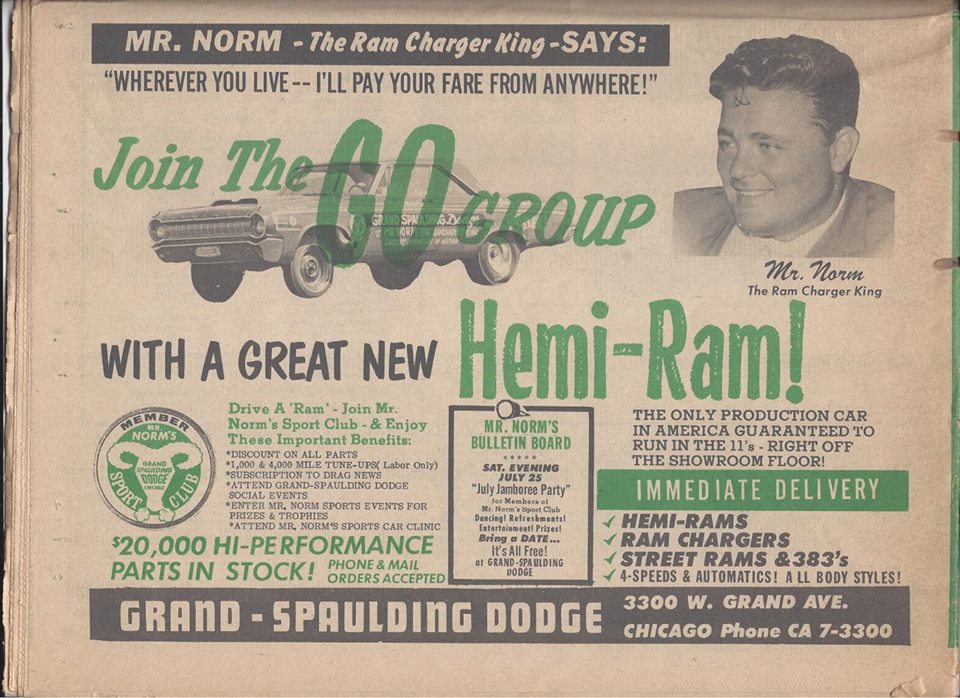 MR. NORM - The Ram Charger King - SAYS:
"WHEREVER YOU LIVE -- I'LL PAY YOUR FARE FROM ANYWHERE!"
Join The GO GROUP
GRAND SPAULDING Dodge
Mr. Norm
The Ram Charger King
WITH A GREAT NEW Hemi-Ram!
MEMBER
MR.
NORM'S
GRAND
SPAULDING
DODGE
CHICAGO
SPORT CLUB
Drive A 'Ram' - Join Mr.
Norm's Sport Club - & Enjoy
These Important Benefits:
*DISCOUNT ON ALL PARTS
*1,000 & 4,000 MILE TUNE-UPS( Labor Only)
*SUBSCRIPTION TO DRAG NEWS
*ATTEND GRAND-SPAULDING DODGE
SOCIAL EVENTS
*ENTER MR. NORM SPORTS EVENTS FOR
PRIZES & TROPHIES
*ATTEND MR. NORM'S SPORTS CAR CLINIC
$20,000 HI-PERFORMANCE
PARTS IN STOCK! PHONE & MAIL
ORDERS ACCEPTED
MR. NORM'S
BULLETIN BOARD
* * * * *
SAT. EVENING
JULY 25
"July Jamboree Party"
for Members of
Mr. Norm's Sport Club
Dancing! Refreshments!
Entertainment! Prizes!
Bring a DATE...
It's All Free!
at GRAND-SPAULDING
DODGE
THE ONLY PRODUCTION CAR
IN AMERICA GUARANTEED TO
RUN IN THE 11's - RIGHT OFF
THE SHOWROOM FLOOR!
IMMEDIATE DELIVERY
✓ HEMI-RAMS
✓ RAM CHARGERS
✓ STREET RAMS & 383's
✓ 4-SPEEDS & AUTOMATICS! ALL BODY STYLES!
GRAND - SPAULDING DODGE
3300 W. GRAND AVE.
CHICAGO Phone CA 7-3300